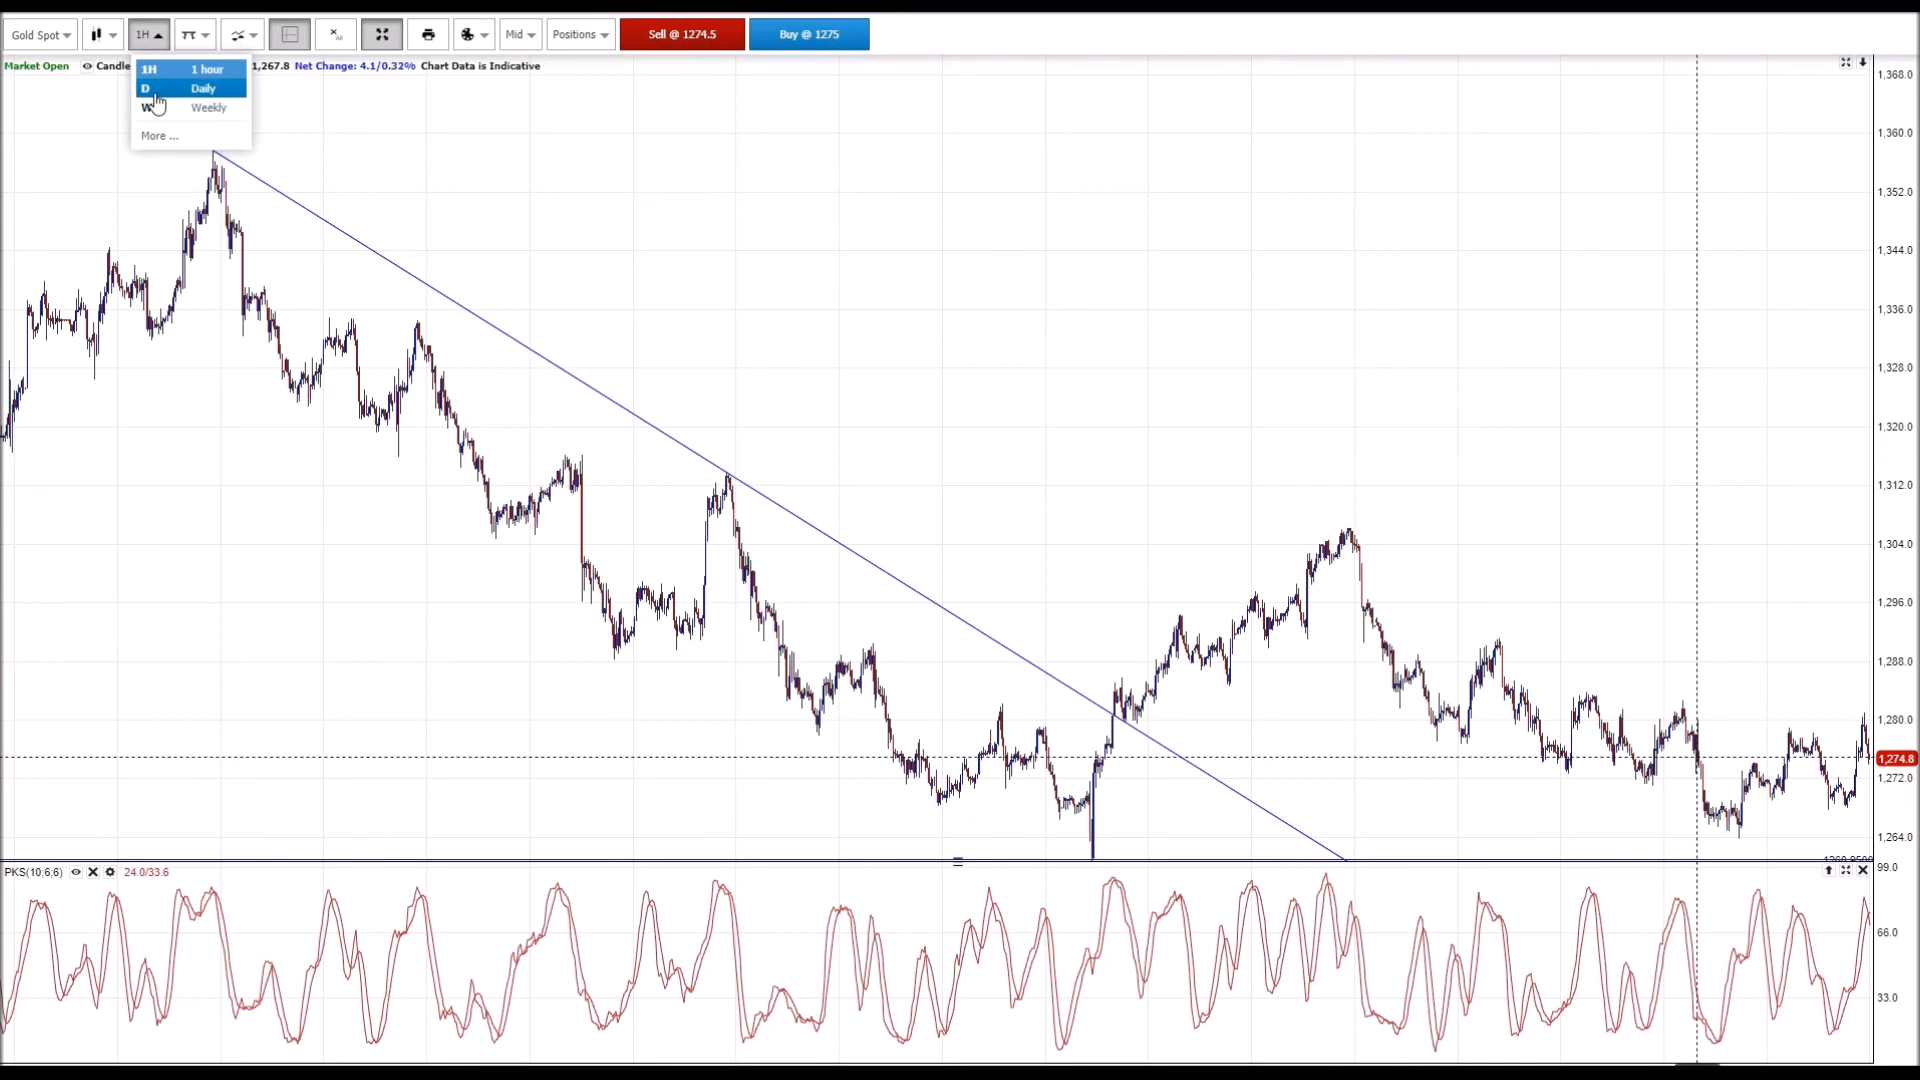 Gold Spot 1H Mid Positions Sell @ 1274.5 Buy @ 1275
Market Open Candle 1,267.8 Net Change: 4.1/0.32% Chart Data is Indicative
1H 1 hour
D Daily
W Weekly
More ...
1,368.0
1,360.0
1,352.0
1,344.0
1,336.0
1,328.0
1,320.0
1,312.0
1,304.0
1,296.0
1,288.0
1,280.0
1,274.8
1,272.0
1,264.0
PKS(10;6;6) 24.0/33.6
99.0
66.0
33.0